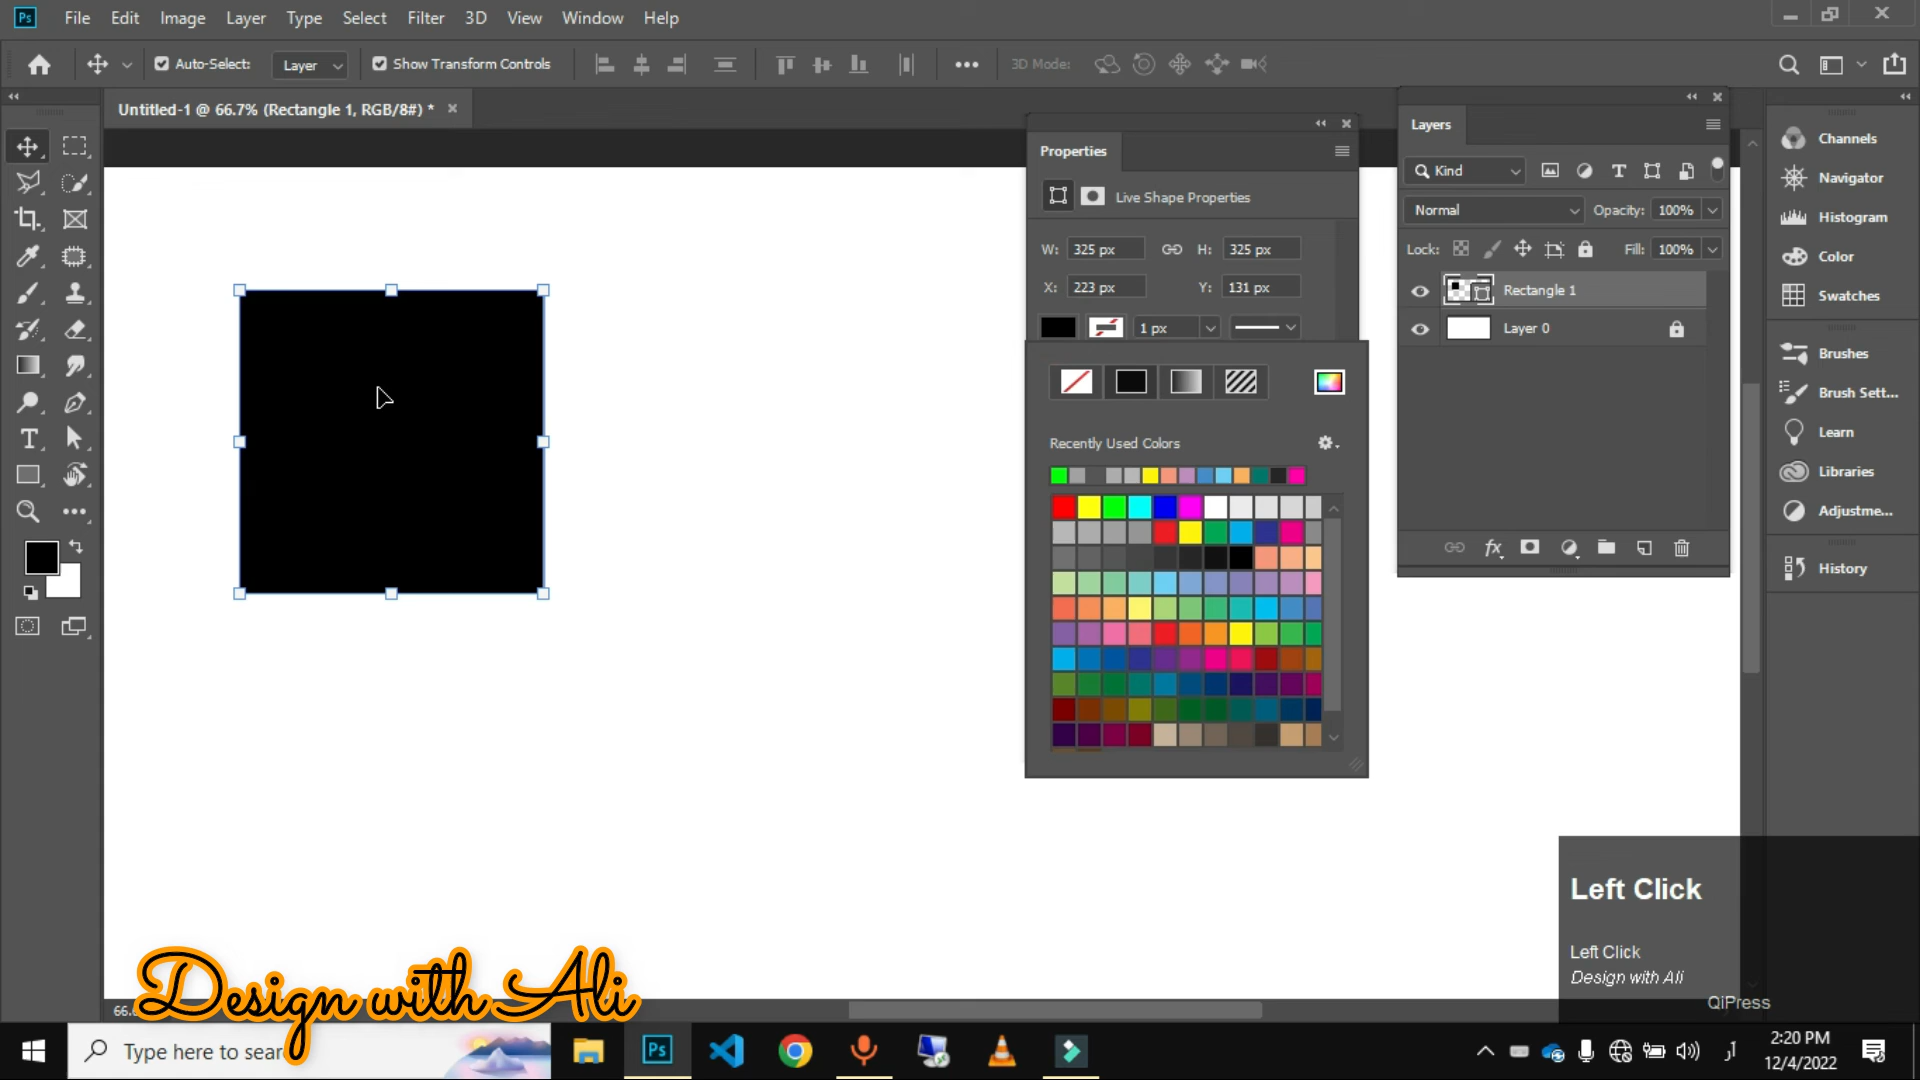 Ps File Edit Image Layer Type Select Filter 3D View Window Help
Auto-Select: Layer Show Transform Controls 3D Mode:
Untitled-1 @ 66.7% (Rectangle 1, RGB/8#) *
Properties
Live Shape Properties
W: 325 px H: 325 px
X: 223 px Y: 131 px
1 px
Recently Used Colors
Layers
Kind
Normal Opacity: 100%
Lock: Fill: 100%
Rectangle 1
Layer 0
fx
Channels
Navigator
Histogram
Color
Swatches
Brushes
Brush Sett...
Learn
Libraries
Adjustme...
History
Left Click
Left Click
Design with Ali
QiPress
Design with Ali
Type here to sear
Ps
2:20 PM
12/4/2022